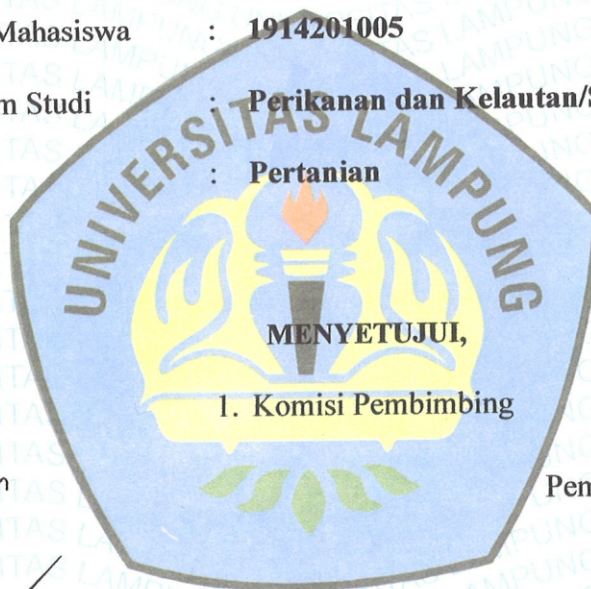 Mahasiswa : 1914201005
m Studi : Perikanan dan Kelautan/S
: Pertanian
UNIVERSITAS LAMPUNG
MENYETUJUI,
1. Komisi Pembimbing
Pem